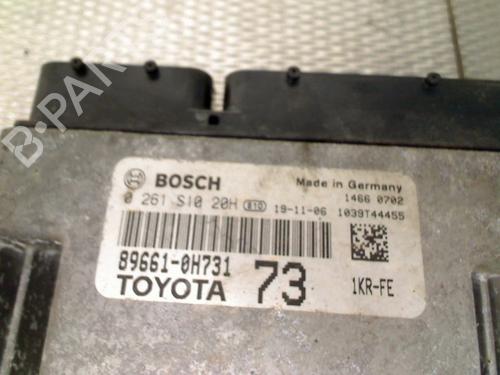 B-PARTS
BOSCH
Made in Germany
1466 0702
0 261 S10 20H 19-11-06 1039T44455
89661-0H731
TOYOTA 73 1KR-FE